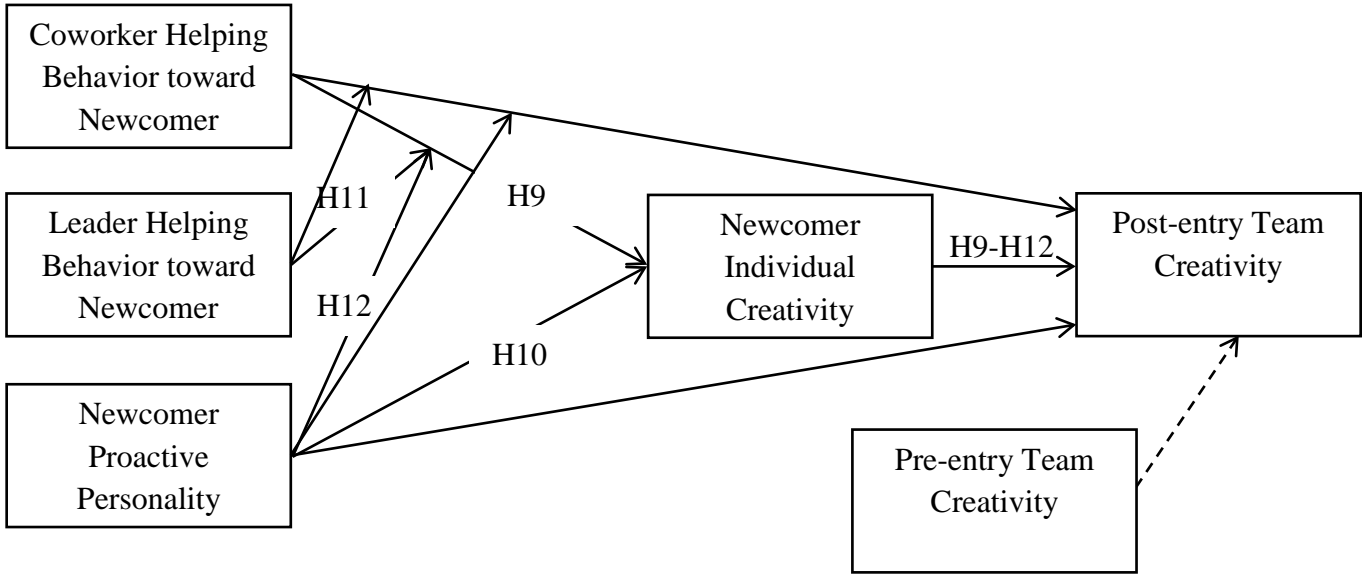 Coworker Helping
Behavior toward
Newcomer
H11
H9
Leader Helping
Behavior toward
Newcomer
H12
Newcomer
Individual
Creativity
H9-H12
Post-entry Team
Creativity
H10
Newcomer
Proactive
Personality
Pre-entry Team
Creativity